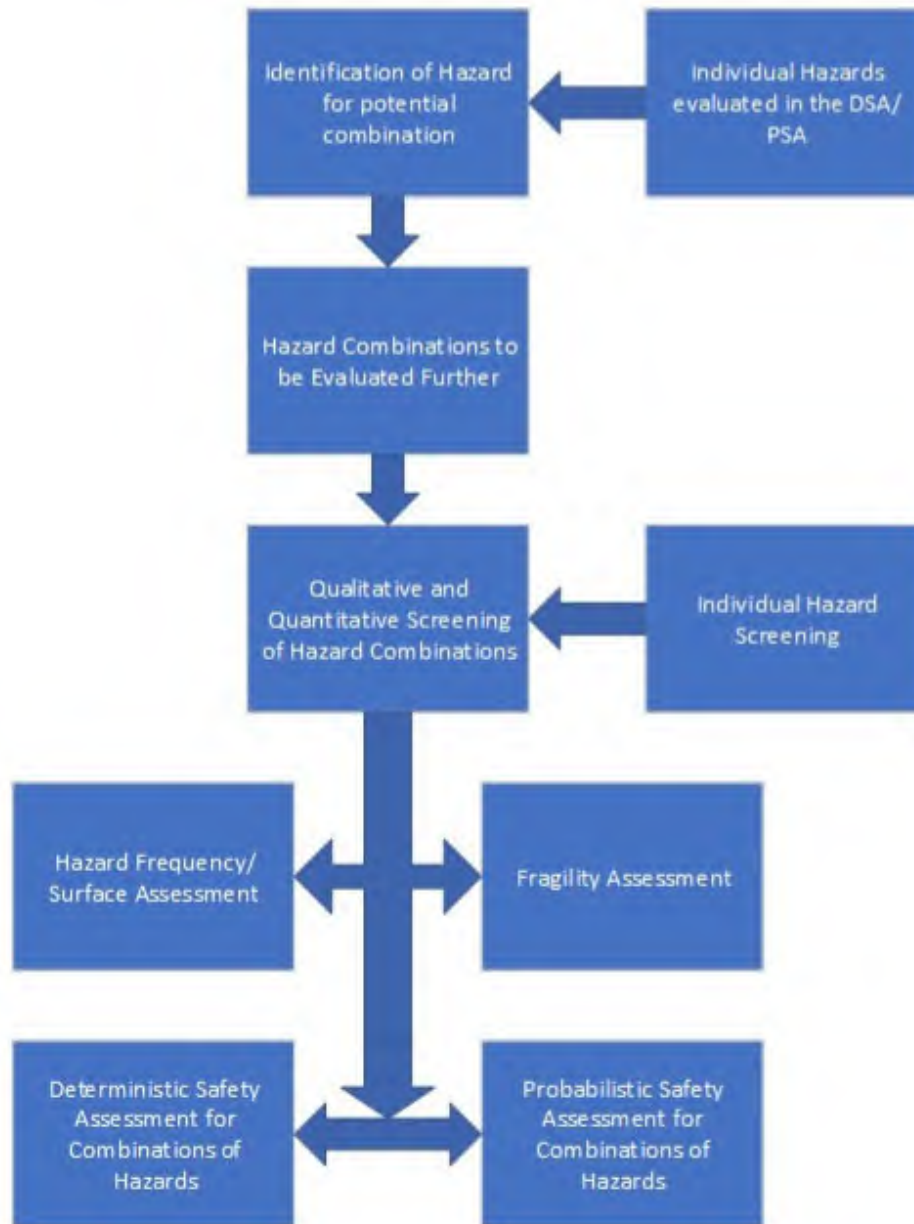 Identification of Hazard
for potential
combination
Individual Hazards
evaluated in the DSA/
PSA
Hazard Combinations to
be Evaluated Further
Qualitative and
Quantitative Screening
of Hazard Combinations
Individual Hazard
Screening
Hazard Frequency/
Surface Assessment
Fragility Assessment
Deterministic Safety
Assessment for
Combinations of
Hazards
Probabilistic Safety
Assessment for
Combinations of
Hazards